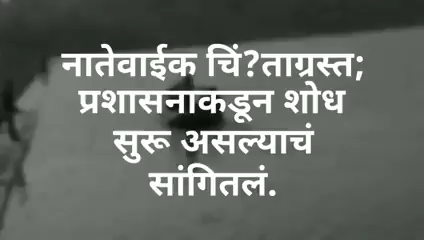 नातेवाईक चिं?ताग्रस्त;
प्रशासनाकडून शोध
सुरू असल्याचं
सांगितलं.